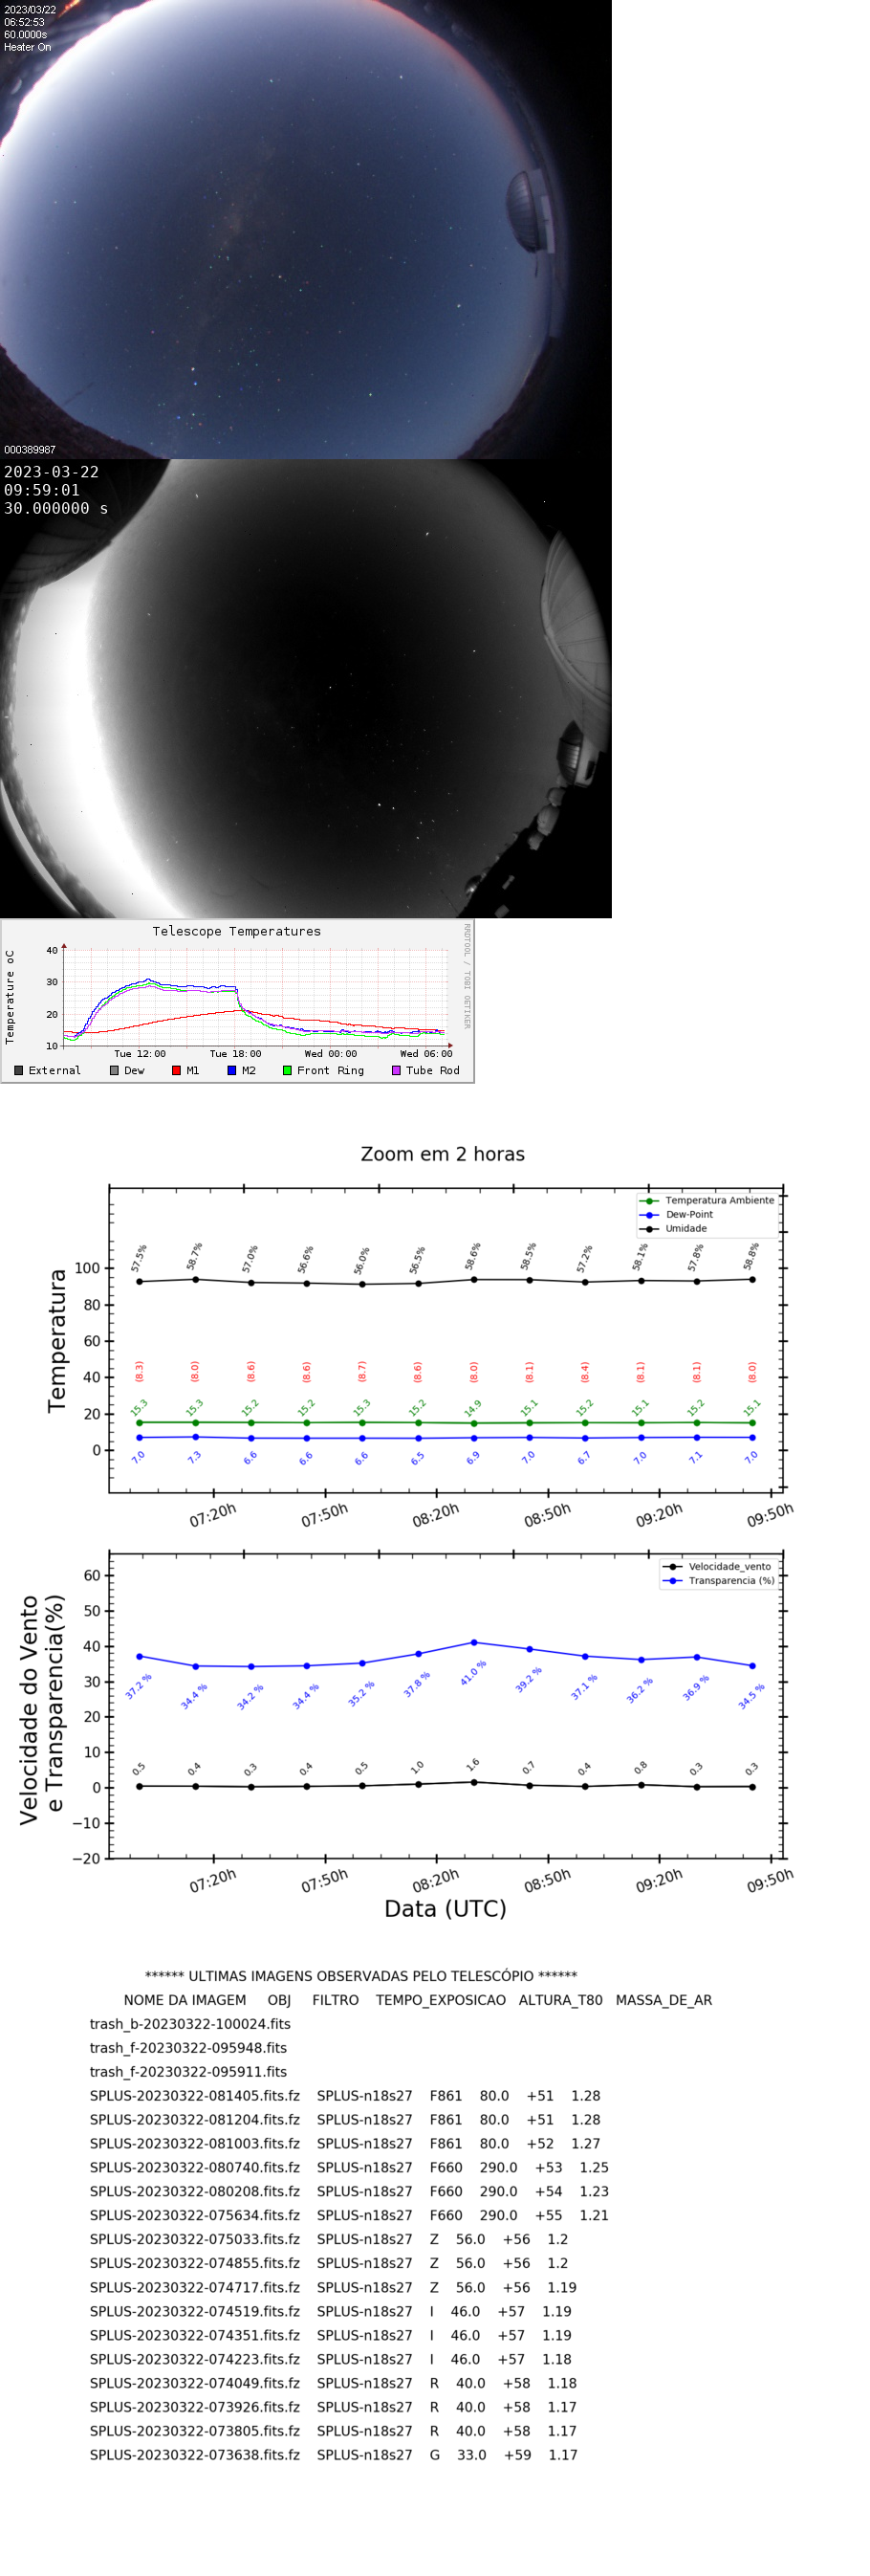 2023/03/22
06:52:53
60.0000s
Heater On
000389987
2023-03-22
09:59:01
30.000000 s
Telescope Temperatures
RRDTOOL / TOBI OETIKER
Temperature oC
40
30
20
10
Tue 12:00 Tue 18:00 Wed 00:00 Wed 06:00
External Dew M1 M2 Front Ring Tube Rod
Zoom em 2 horas
Temperatura Ambiente
Dew-Point
Umidade
57.5% 58.7% 57.0% 56.6% 56.0% 56.5% 58.6% 58.5% 57.2% 58.1% 57.8% 58.8%
Temperatura
100
80
60
40
20
0
(8.3) (8.0) (8.6) (8.6) (8.7) (8.6) (8.0) (8.1) (8.4) (8.1) (8.1) (8.0)
15.3 15.3 15.2 15.2 15.3 15.2 14.9 15.1 15.2 15.1 15.2 15.1
7.0 7.3 6.6 6.6 6.6 6.5 6.9 7.0 6.7 7.0 7.1 7.0
07:20h 07:50h 08:20h 08:50h 09:20h 09:50h
Velocidade_vento
Transparencia (%)
Velocidade do Vento
e Transparencia(%)
60
50
40
30
20
10
0
−10
−20
37.2 % 34.4 % 34.2 % 34.4 % 35.2 % 37.8 % 41.0 % 39.2 % 37.1 % 36.2 % 36.9 % 34.5 %
0.5 0.4 0.3 0.4 0.5 1.0 1.6 0.7 0.4 0.8 0.3 0.3
07:20h 07:50h 08:20h 08:50h 09:20h 09:50h
Data (UTC)
****** ULTIMAS IMAGENS OBSERVADAS PELO TELESCÓPIO ******
NOME DA IMAGEM OBJ FILTRO TEMPO_EXPOSICAO ALTURA_T80 MASSA_DE_AR
trash_b-20230322-100024.fits
trash_f-20230322-095948.fits
trash_f-20230322-095911.fits
SPLUS-20230322-081405.fits.fz SPLUS-n18s27 F861 80.0 +51 1.28
SPLUS-20230322-081204.fits.fz SPLUS-n18s27 F861 80.0 +51 1.28
SPLUS-20230322-081003.fits.fz SPLUS-n18s27 F861 80.0 +52 1.27
SPLUS-20230322-080740.fits.fz SPLUS-n18s27 F660 290.0 +53 1.25
SPLUS-20230322-080208.fits.fz SPLUS-n18s27 F660 290.0 +54 1.23
SPLUS-20230322-075634.fits.fz SPLUS-n18s27 F660 290.0 +55 1.21
SPLUS-20230322-075033.fits.fz SPLUS-n18s27 Z 56.0 +56 1.2
SPLUS-20230322-074855.fits.fz SPLUS-n18s27 Z 56.0 +56 1.2
SPLUS-20230322-074717.fits.fz SPLUS-n18s27 Z 56.0 +56 1.19
SPLUS-20230322-074519.fits.fz SPLUS-n18s27 I 46.0 +57 1.19
SPLUS-20230322-074351.fits.fz SPLUS-n18s27 I 46.0 +57 1.19
SPLUS-20230322-074223.fits.fz SPLUS-n18s27 I 46.0 +57 1.18
SPLUS-20230322-074049.fits.fz SPLUS-n18s27 R 40.0 +58 1.18
SPLUS-20230322-073926.fits.fz SPLUS-n18s27 R 40.0 +58 1.17
SPLUS-20230322-073805.fits.fz SPLUS-n18s27 R 40.0 +58 1.17
SPLUS-20230322-073638.fits.fz SPLUS-n18s27 G 33.0 +59 1.17